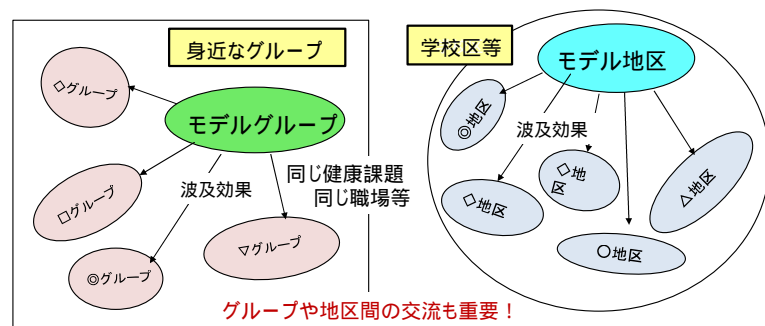 身近なグループ
◇グループ
モデルグループ
□グループ
波及効果
同じ健康課題
同じ職場等
◎グループ
▽グループ
学校区等
モデル地区
◎地区
波及効果
◇地区
◇地
区
△地区
○地区
グループや地区間の交流も重要！